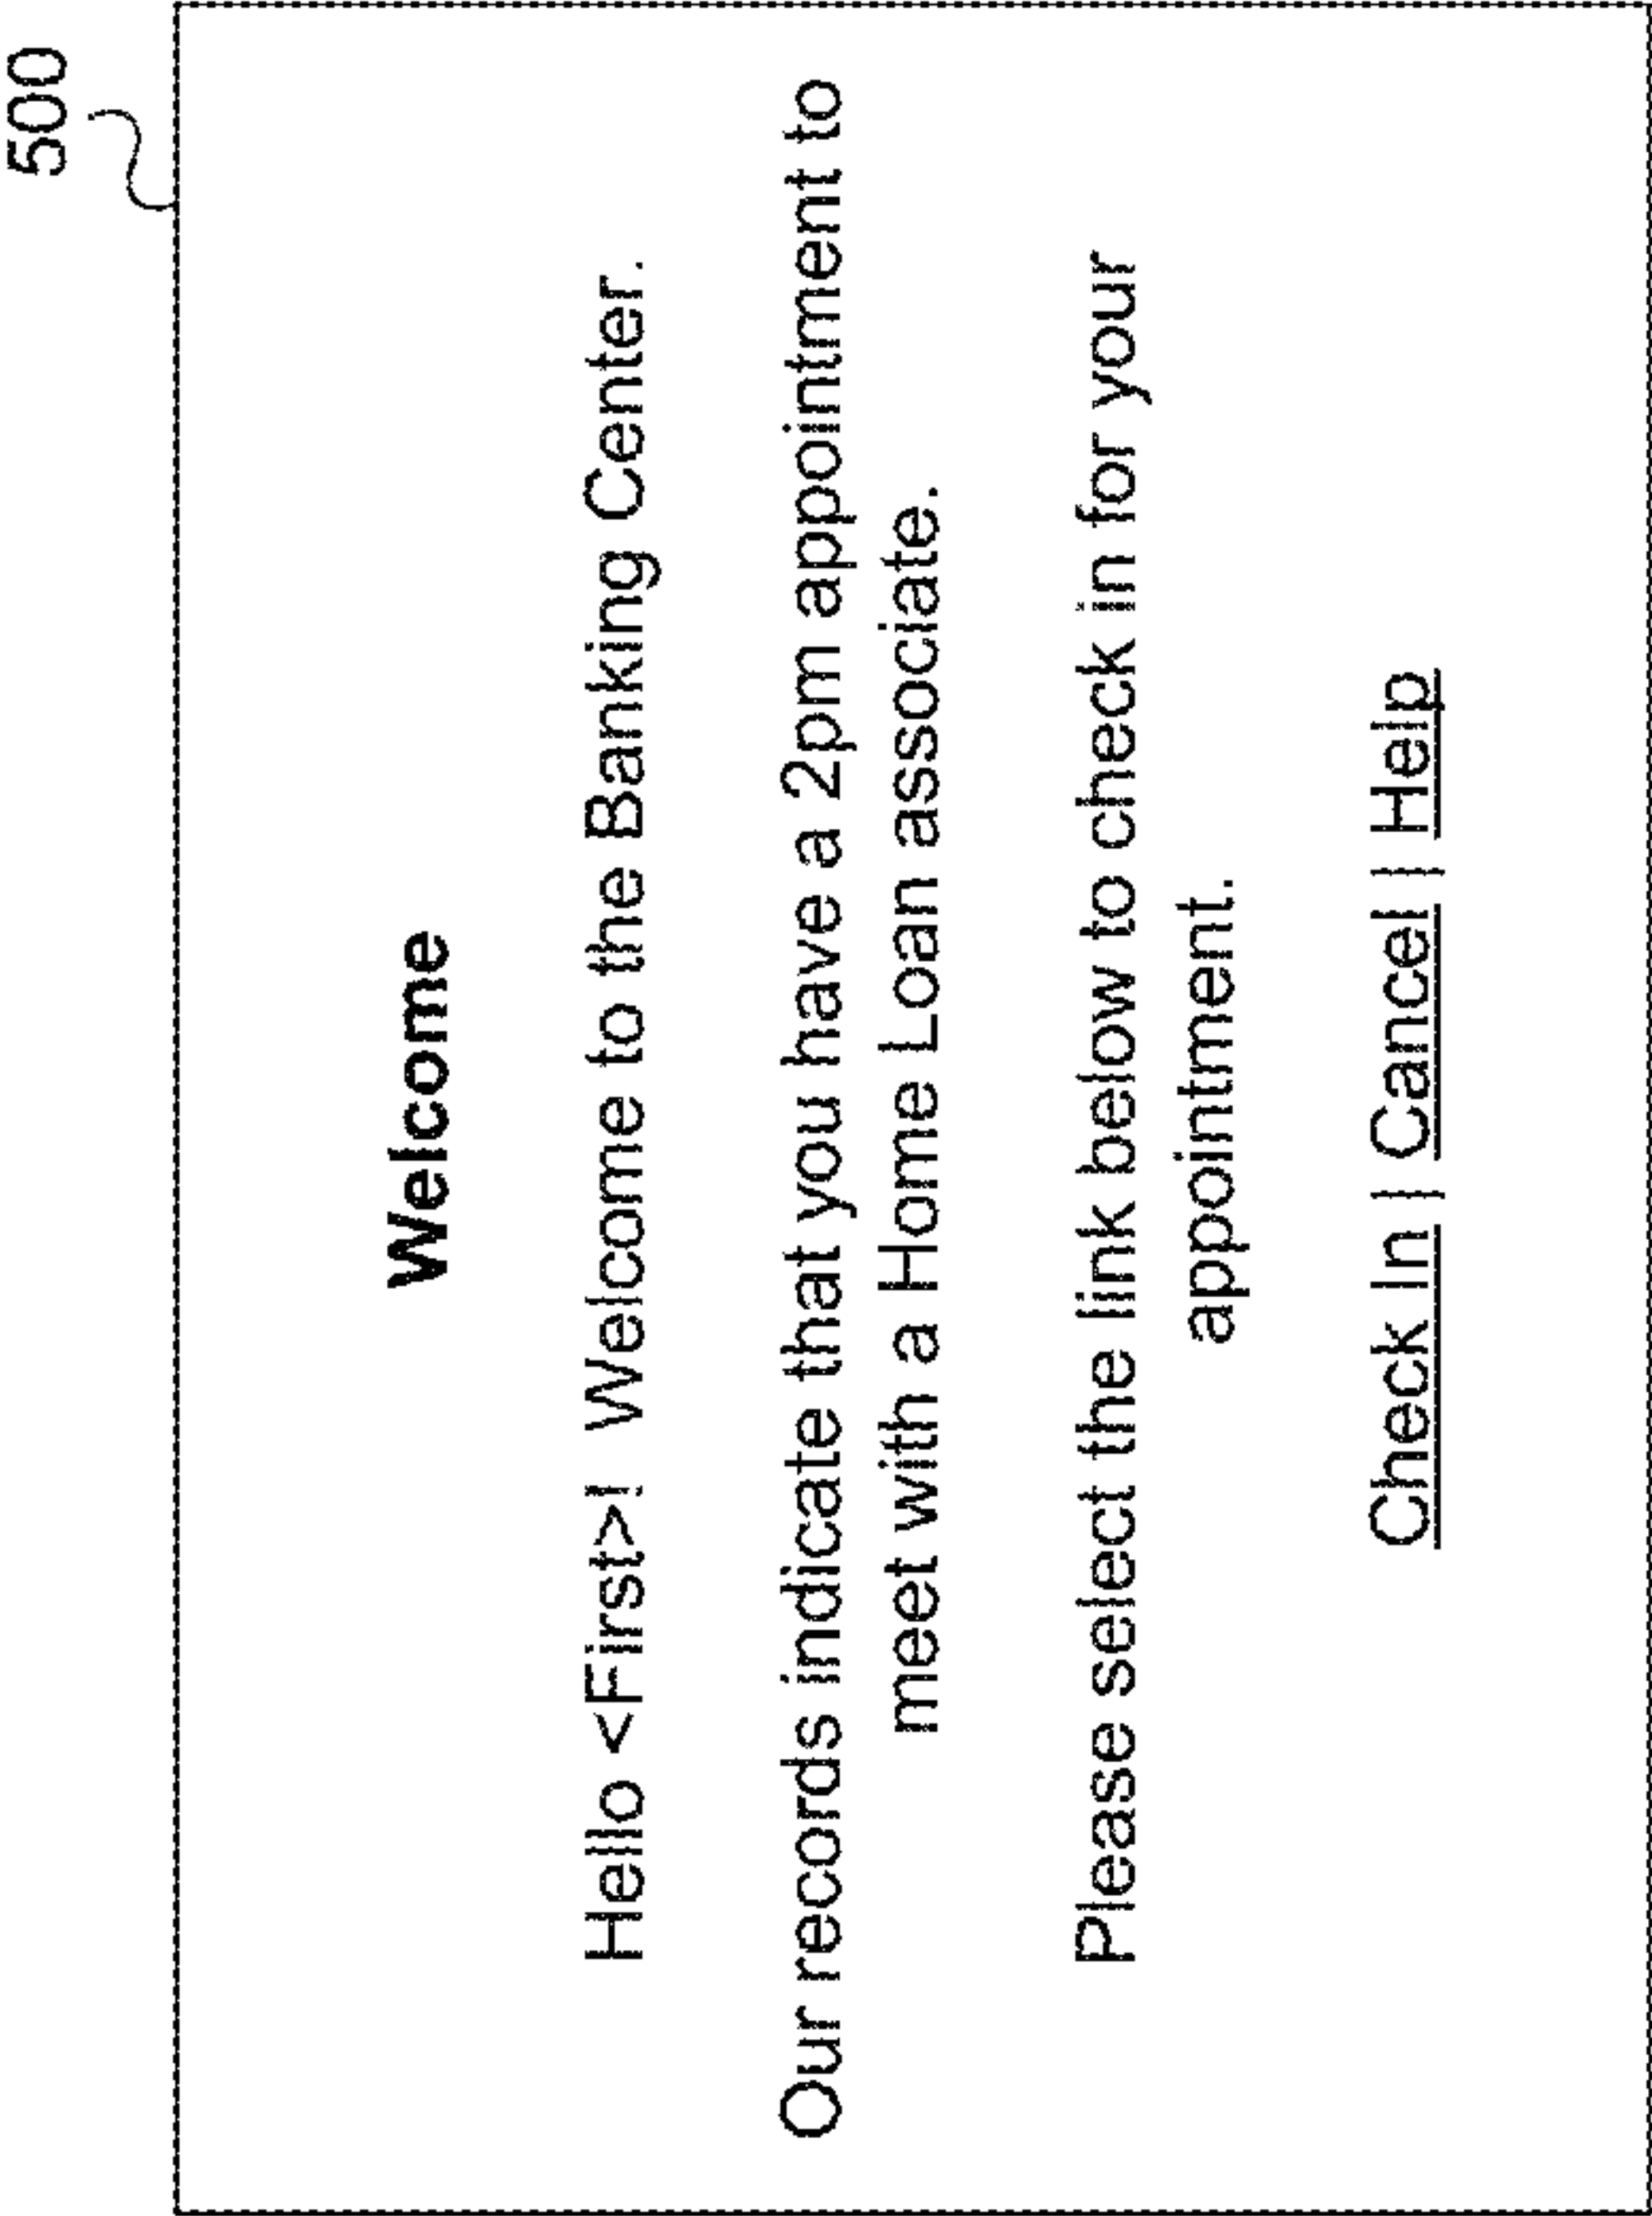 500
Welcome
Hello <First>! Welcome to the Banking Center.
Our records indicate that you have a 2pm appointment to
meet with a Home Loan associate.
Please select the link below to check in for your
appointment.
Check In | Cancel | Help